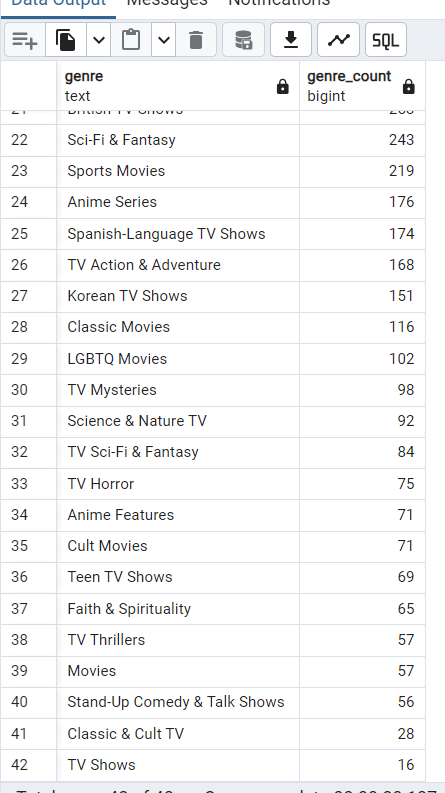 Data Output Messages Notifications
SQL
genre genre_count
text bigint
21 British TV Shows
22 Sci-Fi & Fantasy 243
23 Sports Movies 219
24 Anime Series 176
25 Spanish-Language TV Shows 174
26 TV Action & Adventure 168
27 Korean TV Shows 151
28 Classic Movies 116
29 LGBTQ Movies 102
30 TV Mysteries 98
31 Science & Nature TV 92
32 TV Sci-Fi & Fantasy 84
33 TV Horror 75
34 Anime Features 71
35 Cult Movies 71
36 Teen TV Shows 69
37 Faith & Spirituality 65
38 TV Thrillers 57
39 Movies 57
40 Stand-Up Comedy & Talk Shows 56
41 Classic & Cult TV 28
42 TV Shows 16